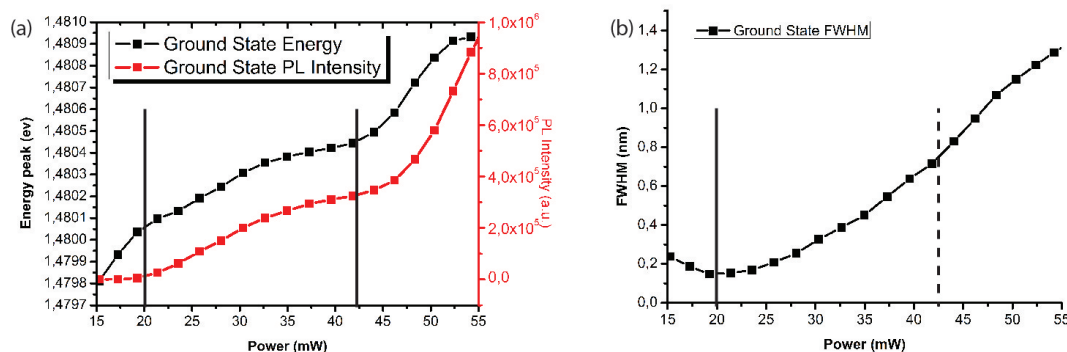 (a)
1,4810
1,4809
1,4808
1,4807
1,4806
1,4805
1,4804
1,4803
1,4802
1,4801
1,4800
1,4799
1,4798
1,4797
Energy peak (ev)
Ground State Energy
Ground State PL Intensity
15 20 25 30 35 40 45 50 55
Power (mW)
1,0x10⁶
8,0x10⁵
6,0x10⁵
4,0x10⁵
2,0x10⁵
0,0
PL Intensity (a.u.)
(b)
1,4
1,2
1,0
0,8
0,6
0,4
0,2
0,0
FWHM (nm)
Ground State FWHM
15 20 25 30 35 40 45 50 55
Power (mW)